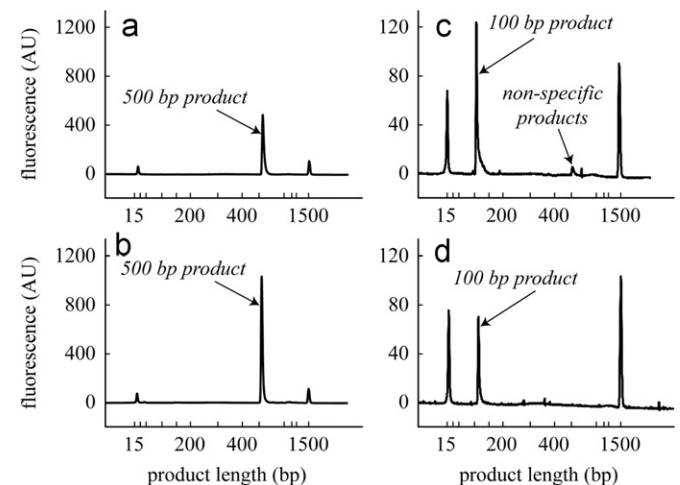 a
fluorescence (AU)
1200
800
400
0
500 bp product
15 200 400 1500
c
120
80
40
0
100 bp product
non-specific
products
15 200 400 1500
b
fluorescence (AU)
1200
800
400
0
500 bp product
15 200 400 1500
product length (bp)
d
120
80
40
0
100 bp product
15 200 400 1500
product length (bp)